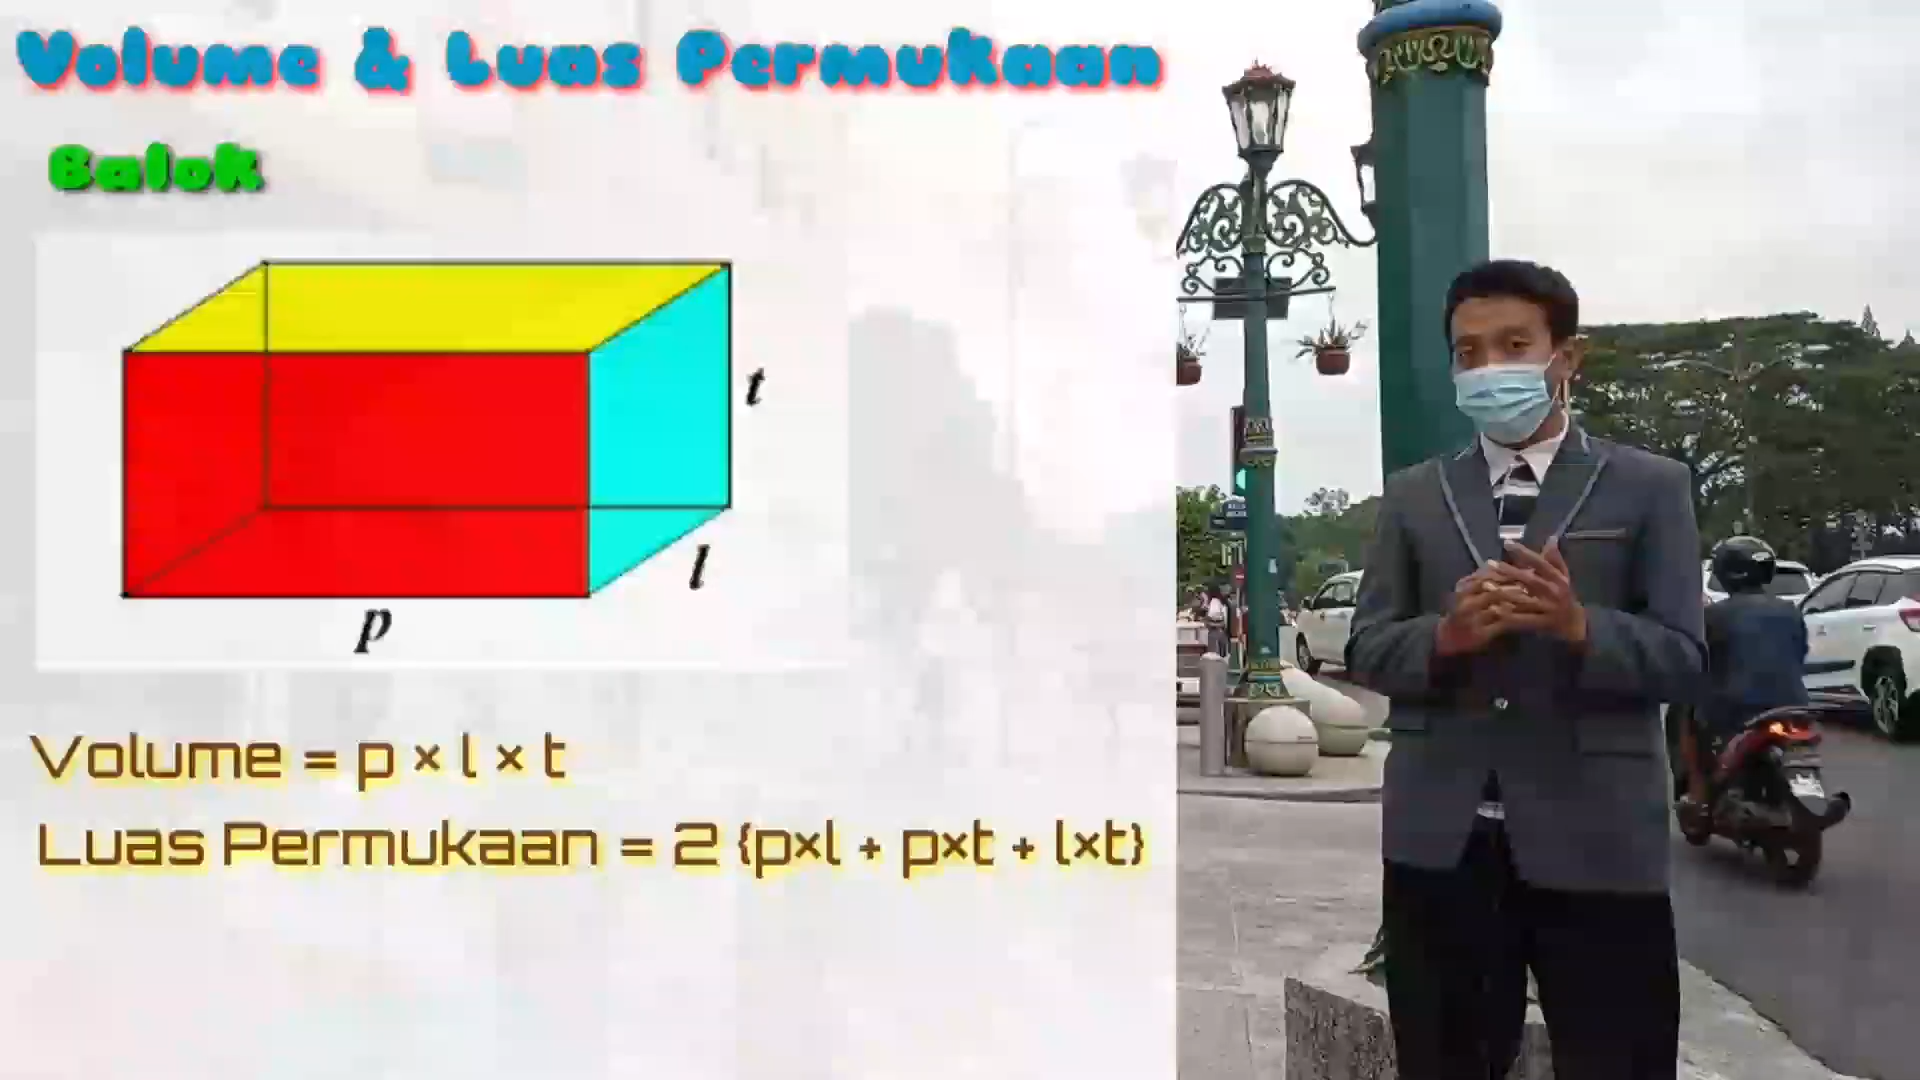 Volume & Luas Permukaan
Balok
t
l
p
Volume = p × l × t
Luas Permukaan = 2 {p×l + p×t + l×t}